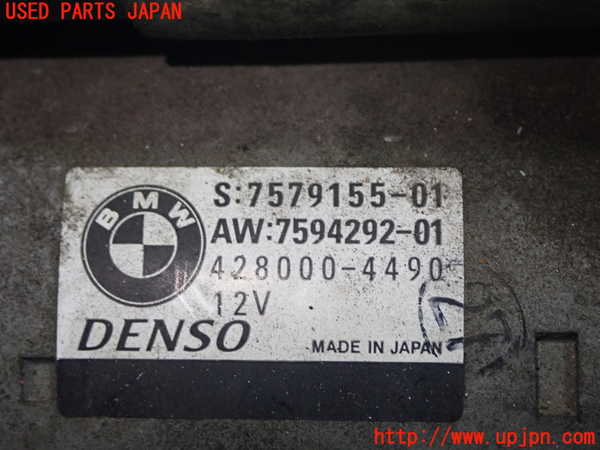 USED PARTS JAPAN
BMW
S:7579155-01
AW:7594292-01
428000-4490
12V
DENSO
MADE IN JAPAN
http://www.upjpn.com/